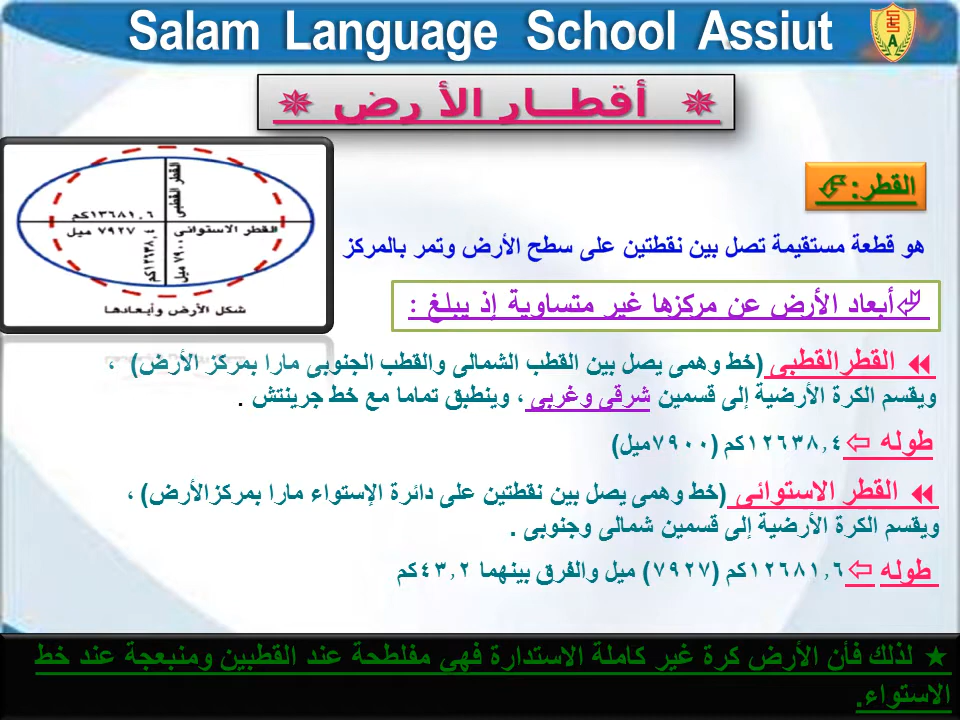 Salam Language School Assiut
أقطــار الأ رض
القطر:
هو قطعة مستقيمة تصل بين نقطتين على سطح الأرض وتمر بالمركز
أبعاد الأرض عن مركزها غير متساوية إذ يبلغ :
القطر القطبى
١٣٦٨١,٦كم
القطر الاستوائى
٧٩٢٧ ميل
١٢٦٣٨,٤كم
٧٩٠٠ ميل
شكل الأرض وأبعادها
القطرالقطبى (خط وهمى يصل بين القطب الشمالى والقطب الجنوبى مارا بمركز الأرض) ،
ويقسم الكرة الأرضية إلى قسمين شرقى وغربى ، وينطبق تماما مع خط جرينتش .
طوله ١٢٦٣٨,٤كم (٧٩٠٠ميل)
القطر الاستوائى (خط وهمى يصل بين نقطتين على دائرة الإستواء مارا بمركزالأرض) ،
ويقسم الكرة الأرضية إلى قسمين شمالى وجنوبى .
طوله ١٢٦٨١,٦كم (٧٩٢٧) ميل والفرق بينهما ٤٣,٢كم
★ لذلك فأن الأرض كرة غير كاملة الاستدارة فهى مفلطحة عند القطبين ومنبعجة عند خط
الاستواء.